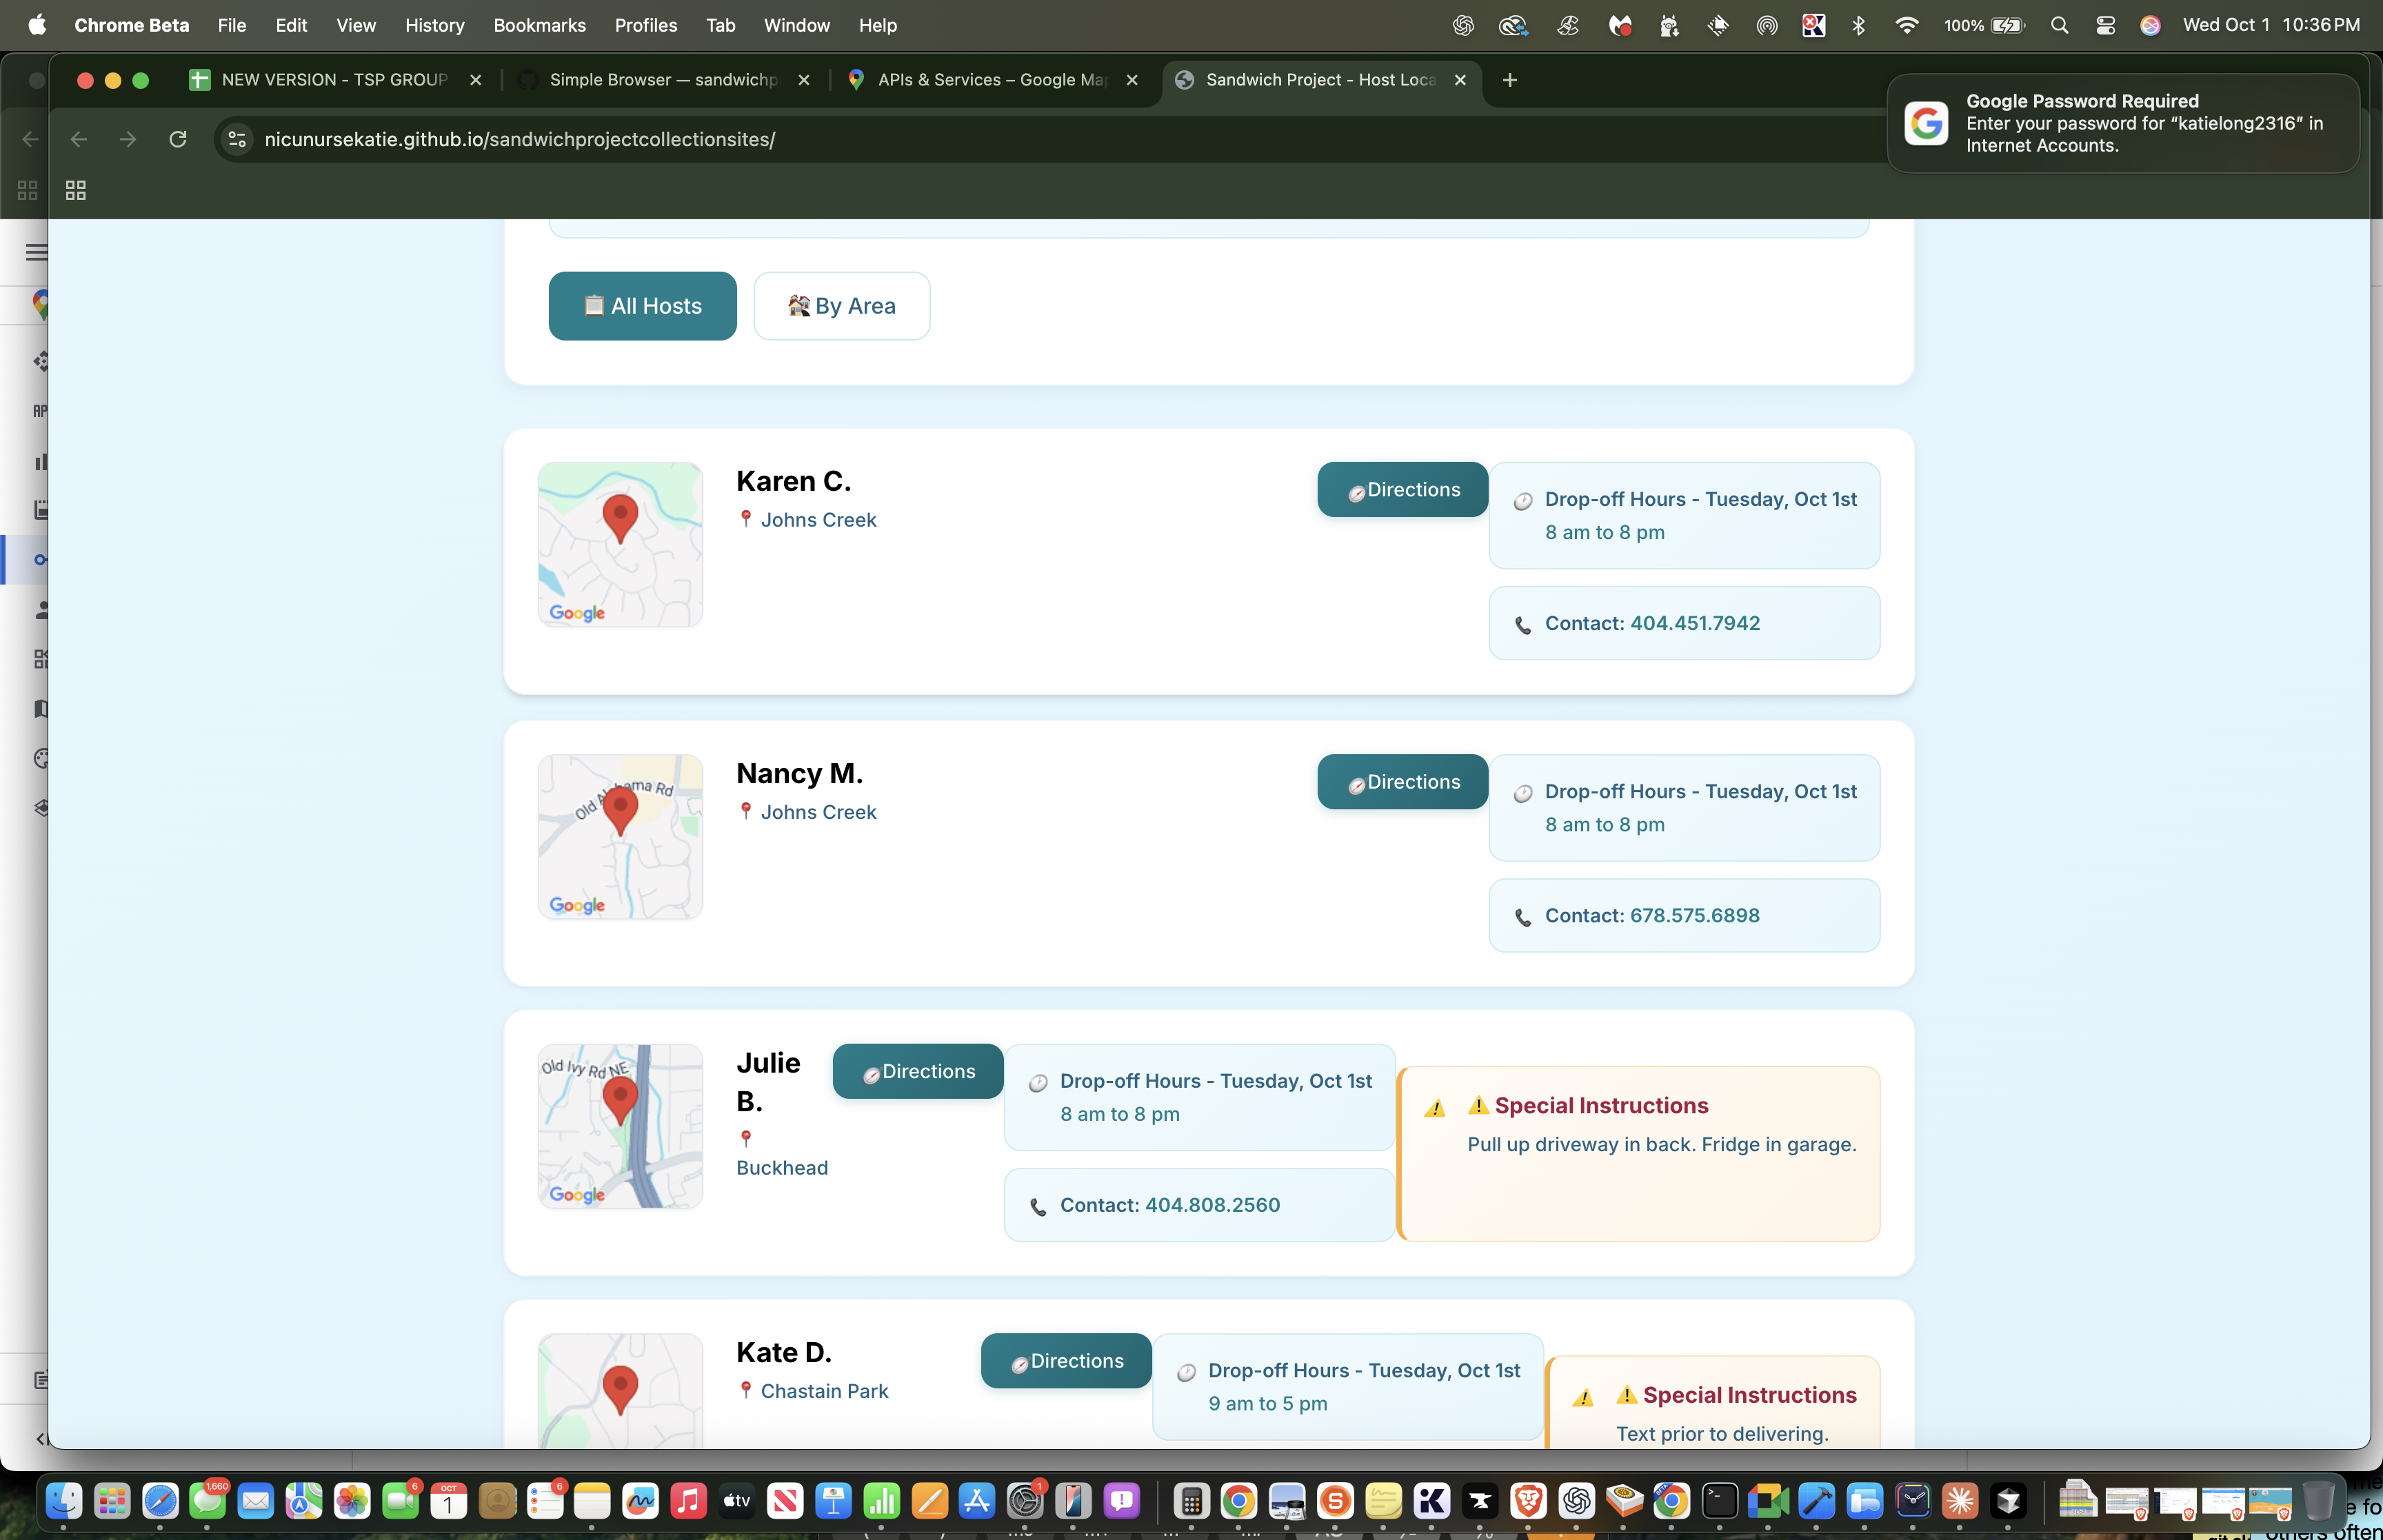 Chrome Beta File Edit View History Bookmarks Profiles Tab Window Help
100% Wed Oct 1 10:36 PM
NEW VERSION - TSP GROUP
Simple Browser — sandwichp
APIs & Services – Google Ma
Sandwich Project - Host Loca
nicunursekatie.github.io/sandwichprojectcollectionsites/
Google Password Required
Enter your password for “katielong2316” in
Internet Accounts.
All Hosts
By Area
Karen C.
Johns Creek
Google
Directions
Drop-off Hours - Tuesday, Oct 1st
8 am to 8 pm
Contact: 404.451.7942
Nancy M.
Johns Creek
Old Alabama Rd
Google
Directions
Drop-off Hours - Tuesday, Oct 1st
8 am to 8 pm
Contact: 678.575.6898
Julie
B.
Buckhead
Old Ivy Rd NE
Google
Directions
Drop-off Hours - Tuesday, Oct 1st
8 am to 8 pm
Contact: 404.808.2560
Special Instructions
Pull up driveway in back. Fridge in garage.
Kate D.
Chastain Park
Directions
Drop-off Hours - Tuesday, Oct 1st
9 am to 5 pm
Special Instructions
Text prior to delivering.
1,660
6
OCT
1
6
tv
1
others often